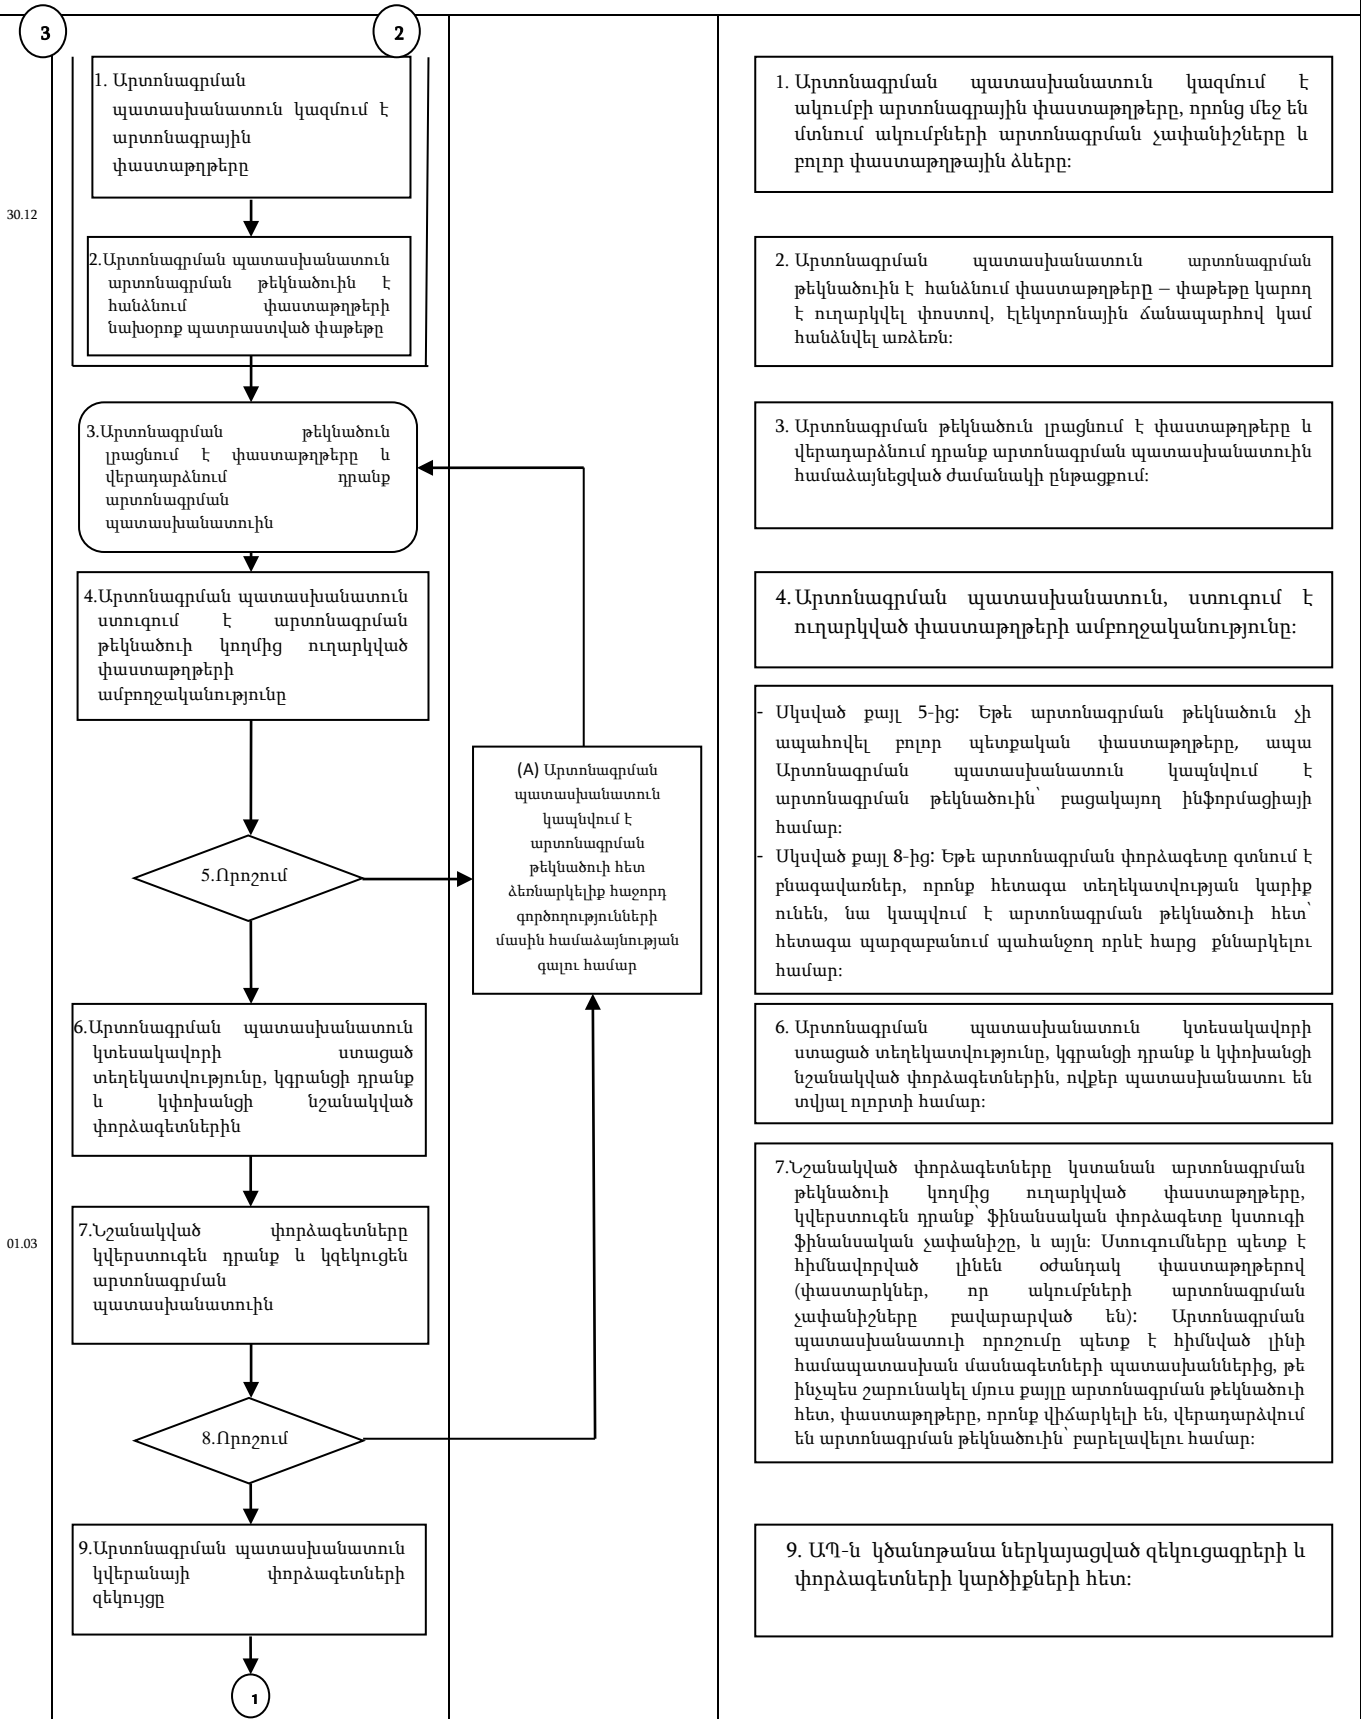 3
2
1. Արտոնագրման
պատասխանատուն կազմում է
արտոնագրային
փաստաթղթերը
30.12
2.Արտոնագրման պատասխանատուն
արտոնագրման թեկնածուին է
հանձնում փաստաթղթերի
նախօրոք պատրաստված փաթեթը
3.Արտոնագրման թեկնածուն
լրացնում է փաստաթղթերը և
վերադարձնում դրանք
արտոնագրման
պատասխանատուին
4.Արտոնագրման պատասխանատուն
ստուգում է արտոնագրման
թեկնածուի կողմից ուղարկված
փաստաթղթերի
ամբողջականությունը
5.Որոշում
(A) Արտոնագրման
պատասխանատուն
կապնվում է
արտոնագրման
թեկնածուի հետ
ձեռնարկելիք հաջորդ
գործողությունների
մասին համաձայնության
գալու համար
6.Արտոնագրման պատասխանատուն
կտեսակավորի ստացած
տեղեկատվությունը, կգրանցի դրանք
և կփոխանցի նշանակված
փորձագետներին
01.03
7.Նշանակված փորձագետները
կվերստուգեն դրանք և կզեկուցեն
արտոնագրման
պատասխանատուին
8.Որոշում
9.Արտոնագրման պատասխանատուն
կվերանայի փորձագետների
զեկույցը
1
1. Արտոնագրման պատասխանատուն կազմում է
ակումբի արտոնագրային փաստաթղթերը, որոնց մեջ են
մտնում ակումբների արտոնագրման չափանիշները և
բոլոր փաստաթղթային ձևերը:
2. Արտոնագրման պատասխանատուն արտոնագրման
թեկնածուին է հանձնում փաստաթղթերը – փաթեթը կարող
է ուղարկվել փոստով, էլեկտրոնային ճանապարհով կամ
հանձնվել առձեռն:
3. Արտոնագրման թեկնածուն լրացնում է փաստաթղթերը և
վերադարձնում դրանք արտոնագրման պատասխանատուին
համաձայնեցված ժամանակի ընթացքում:
4. Արտոնագրման պատասխանատուն, ստուգում է
ուղարկված փաստաթղթերի ամբողջականությունը:
- Սկսված քայլ 5-ից: Եթե արտոնագրման թեկնածուն չի
ապահովել բոլոր պետքական փաստաթղթերը, ապա
Արտոնագրման պատասխանատուն կապնվում է
արտոնագրման թեկնածուին՝ բացակայող ինֆորմացիայի
համար:
- Սկսված քայլ 8-ից: Եթե արտոնագրման փորձագետը գտնում է
բնագավառներ, որոնք հետագա տեղեկատվության կարիք
ունեն, նա կապվում է արտոնագրման թեկնածուի հետ՝
հետագա պարզաբանում պահանջող որևէ հարց քննարկելու
համար:
6. Արտոնագրման պատասխանատուն կտեսակավորի
ստացած տեղեկատվությունը, կգրանցի դրանք և կփոխանցի
նշանակված փորձագետներին, ովքեր պատասխանատու են
տվյալ ոլորտի համար:
7.Նշանակված փորձագետները կստանան արտոնագրման
թեկնածուի կողմից ուղարկված փաստաթղթերը,
կվերստուգեն դրանք՝ ֆինանսական փորձագետը կստուգի
ֆինանսական չափանիշը, և այլն: Ստուգումները պետք է
հիմնավորված լինեն օժանդակ փաստաթղթերով
(փաստարկներ, որ ակումբների արտոնագրման
չափանիշները բավարարված են): Արտոնագրման
պատասխանատուի որոշումը պետք է հիմնված լինի
համապատասխան մասնագետների պատասխաններից, թե
ինչպես շարունակել մյուս քայլը արտոնագրման թեկնածուի
հետ, փաստաթղթերը, որոնք վիճարկելի են, վերադարձվում
են արտոնագրման թեկնածուին՝ բարելավելու համար:
9. ԱՊ-ն կծանոթանա ներկայացված զեկուցագրերի և
փորձագետների կարծիքների հետ: